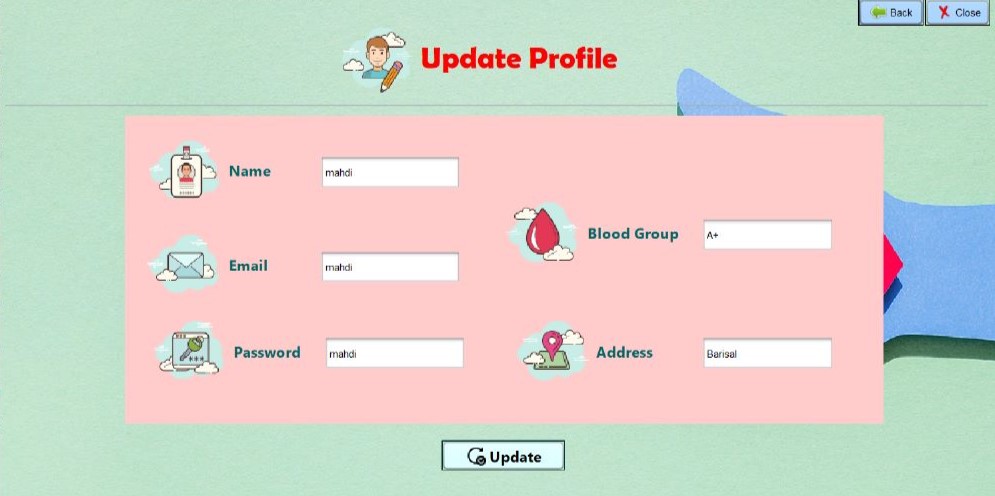 Back
Close
Update Profile
Name
mahdi
Email
mahdi
Password
mahdi
Blood Group
A+
Address
Barisal
Update